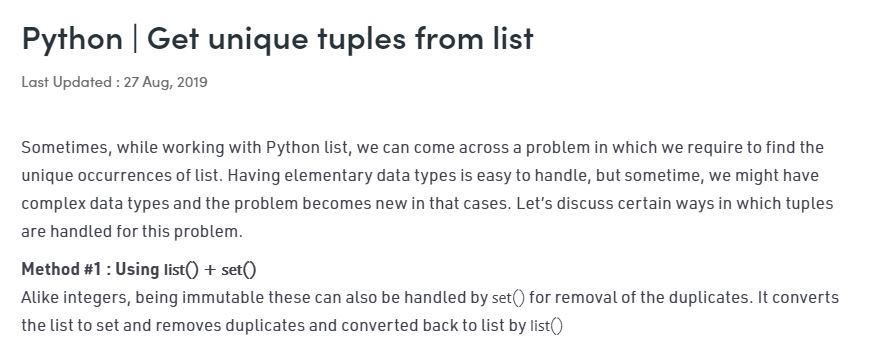 Python | Get unique tuples from list
Last Updated : 27 Aug, 2019
Sometimes, while working with Python list, we can come across a problem in which we require to find the
unique occurrences of list. Having elementary data types is easy to handle, but sometime, we might have
complex data types and the problem becomes new in that cases. Let's discuss certain ways in which tuples
are handled for this problem.
Method #1 : Using list() + set()
Alike integers, being immutable these can also be handled by set() for removal of the duplicates. It converts
the list to set and removes duplicates and converted back to list by list()